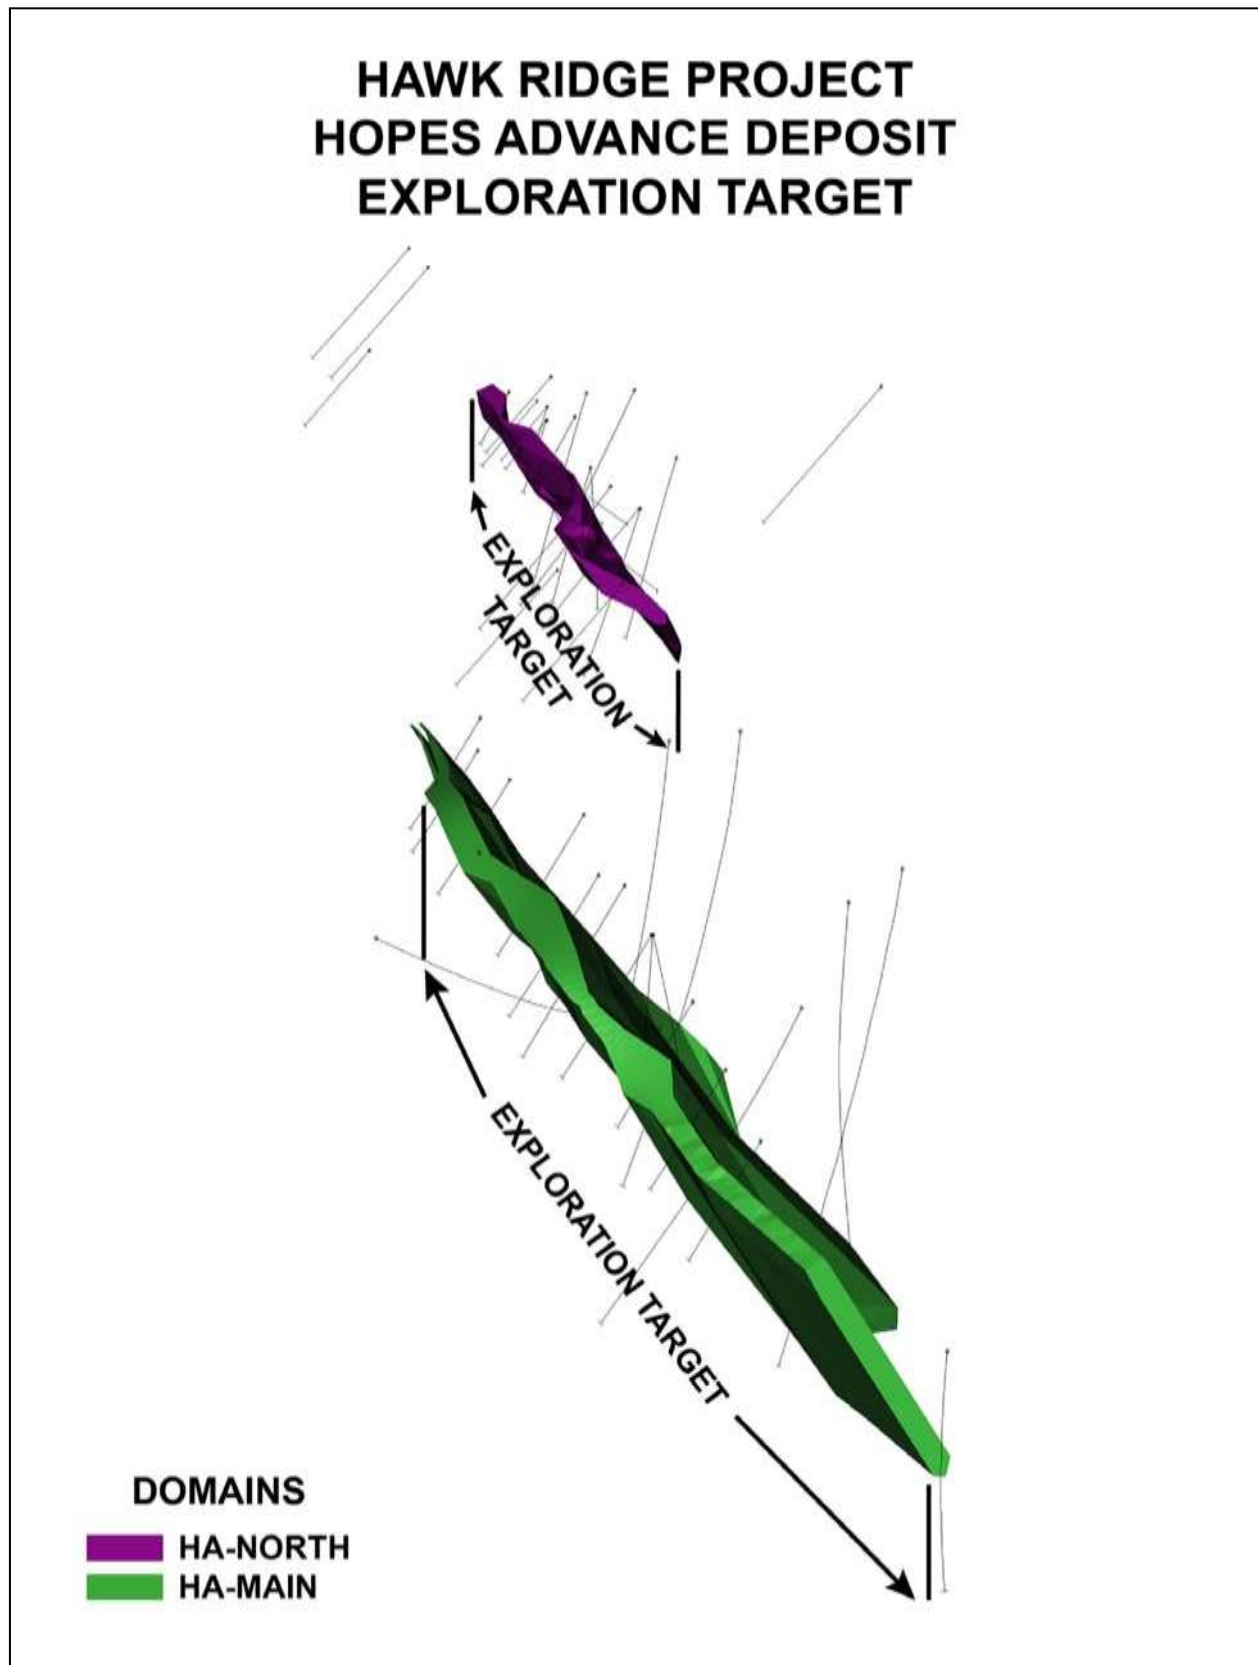 HAWK RIDGE PROJECT
HOPES ADVANCE DEPOSIT
EXPLORATION TARGET
EXPLORATION
TARGET
EXPLORATION TARGET
DOMAINS
HA-NORTH
HA-MAIN